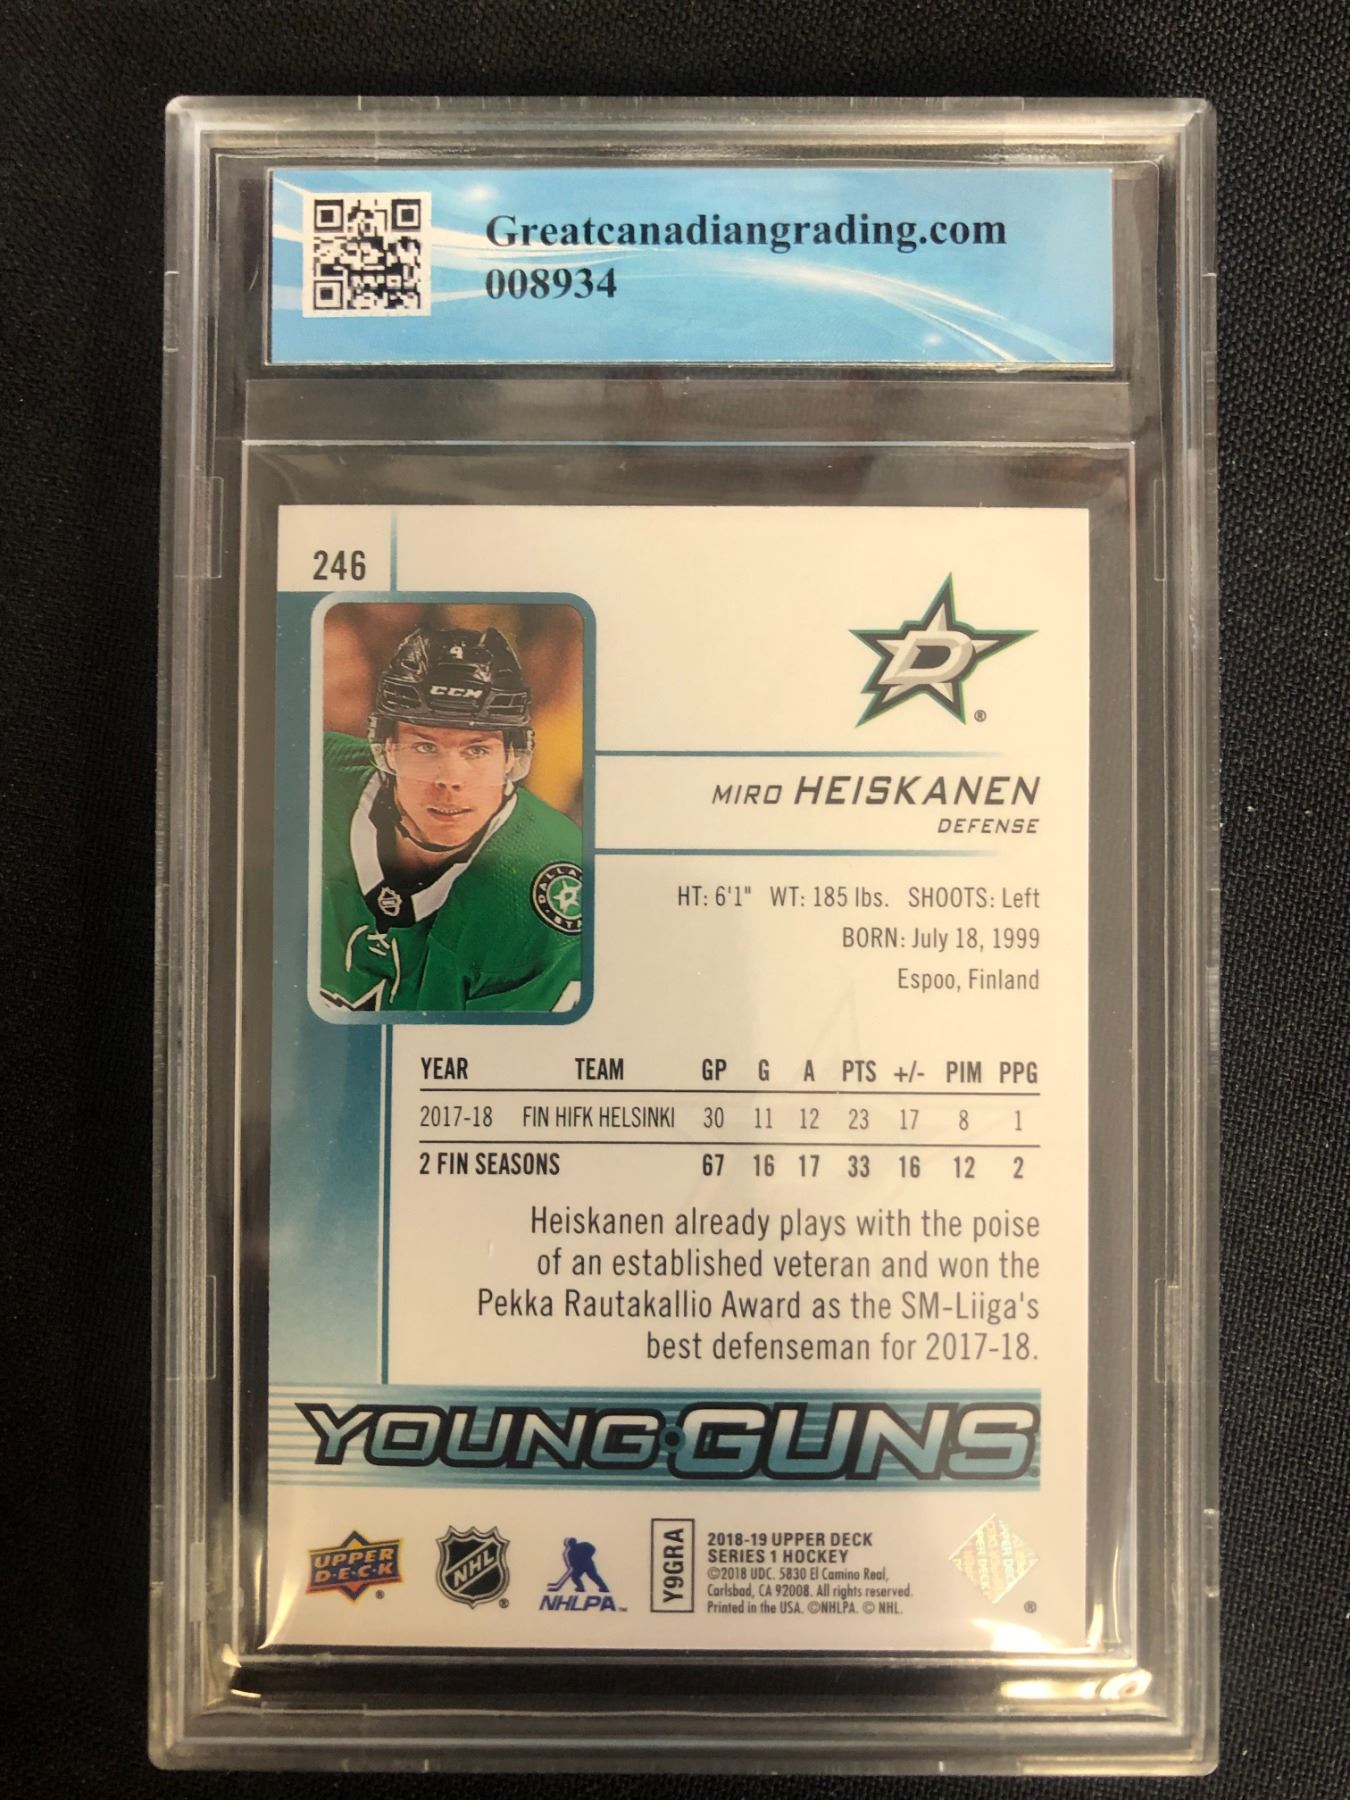 Greatcanadiangrading.com
008934
246
4
CCM
DALLAS
D
®
MIRO HEISKANEN
DEFENSE
HT: 6'1" WT: 185 lbs. SHOOTS: Left
BORN: July 18, 1999
Espoo, Finland
YEAR TEAM GP G A PTS +/- PIM PPG
2017-18 FIN HIFK HELSINKI 30 11 12 23 17 8 1
2 FIN SEASONS 67 16 17 33 16 12 2
Heiskanen already plays with the poise
of an established veteran and won the
Pekka Rautakallio Award as the SM-Liiga's
best defenseman for 2017-18.
YOUNG GUNS
UPPER
D·E·C·K
®
NHL
®
NHLPA™
Y9GRA
2018-19 UPPER DECK
SERIES 1 HOCKEY
©2018 UDC. 5830 El Camino Real,
Carlsbad, CA 92008. All rights reserved.
Printed in the USA. ©NHLPA. © NHL.
®